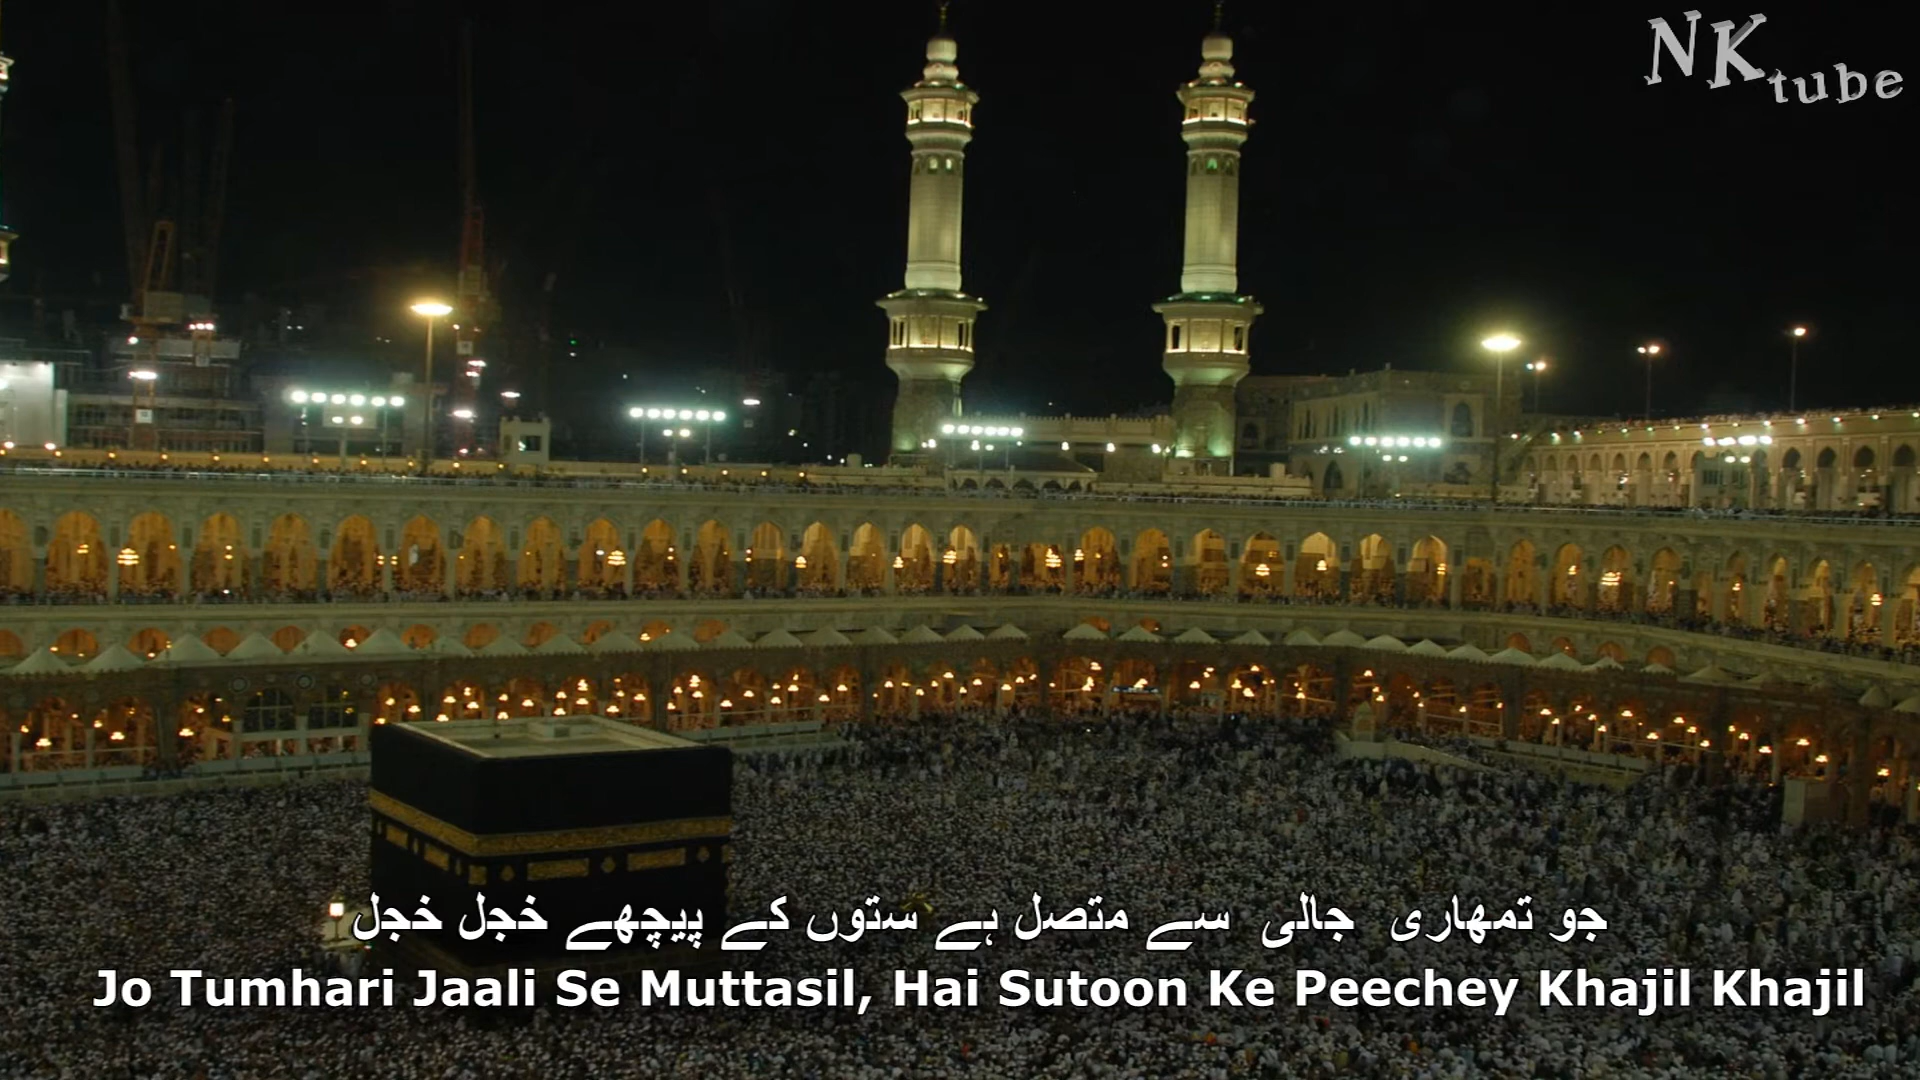 NK tube
جو تمھاری جالی سے متصل ہے ستوں کے پیچھے خجل خجل
Jo Tumhari Jaali Se Muttasil, Hai Sutoon Ke Peechey Khajil Khajil